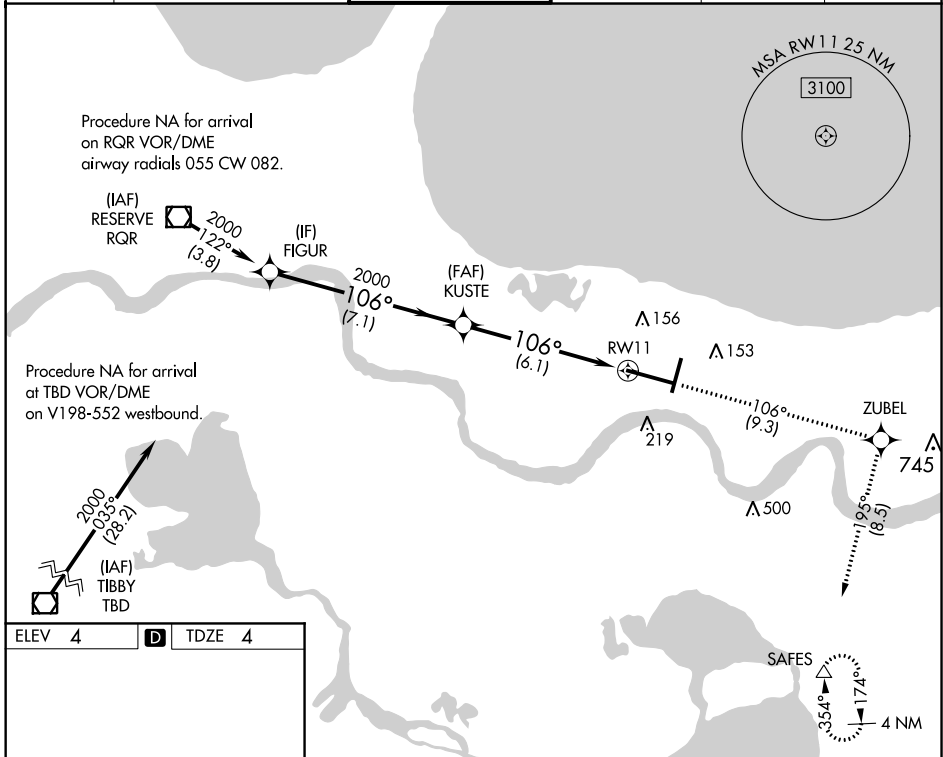 MSA RW11 25 NM
3100
Procedure NA for arrival
on RQR VOR/DME
airway radials 055 CW 082.
(IAF)
RESERVE
RQR
2000
122°
(3.8)
(IF)
FIGUR
2000
106°
(7.1)
(FAF)
KUSTE
106°
(6.1)
156
RW11
153
219
106°
(9.3)
ZUBEL
745
500
195°
(8.5)
Procedure NA for arrival
at TBD VOR/DME
on V198-552 westbound.
2000
035°
(28.2)
(IAF)
TIBBY
TBD
ELEV 4 D TDZE 4
SAFES
354°
174°
4 NM